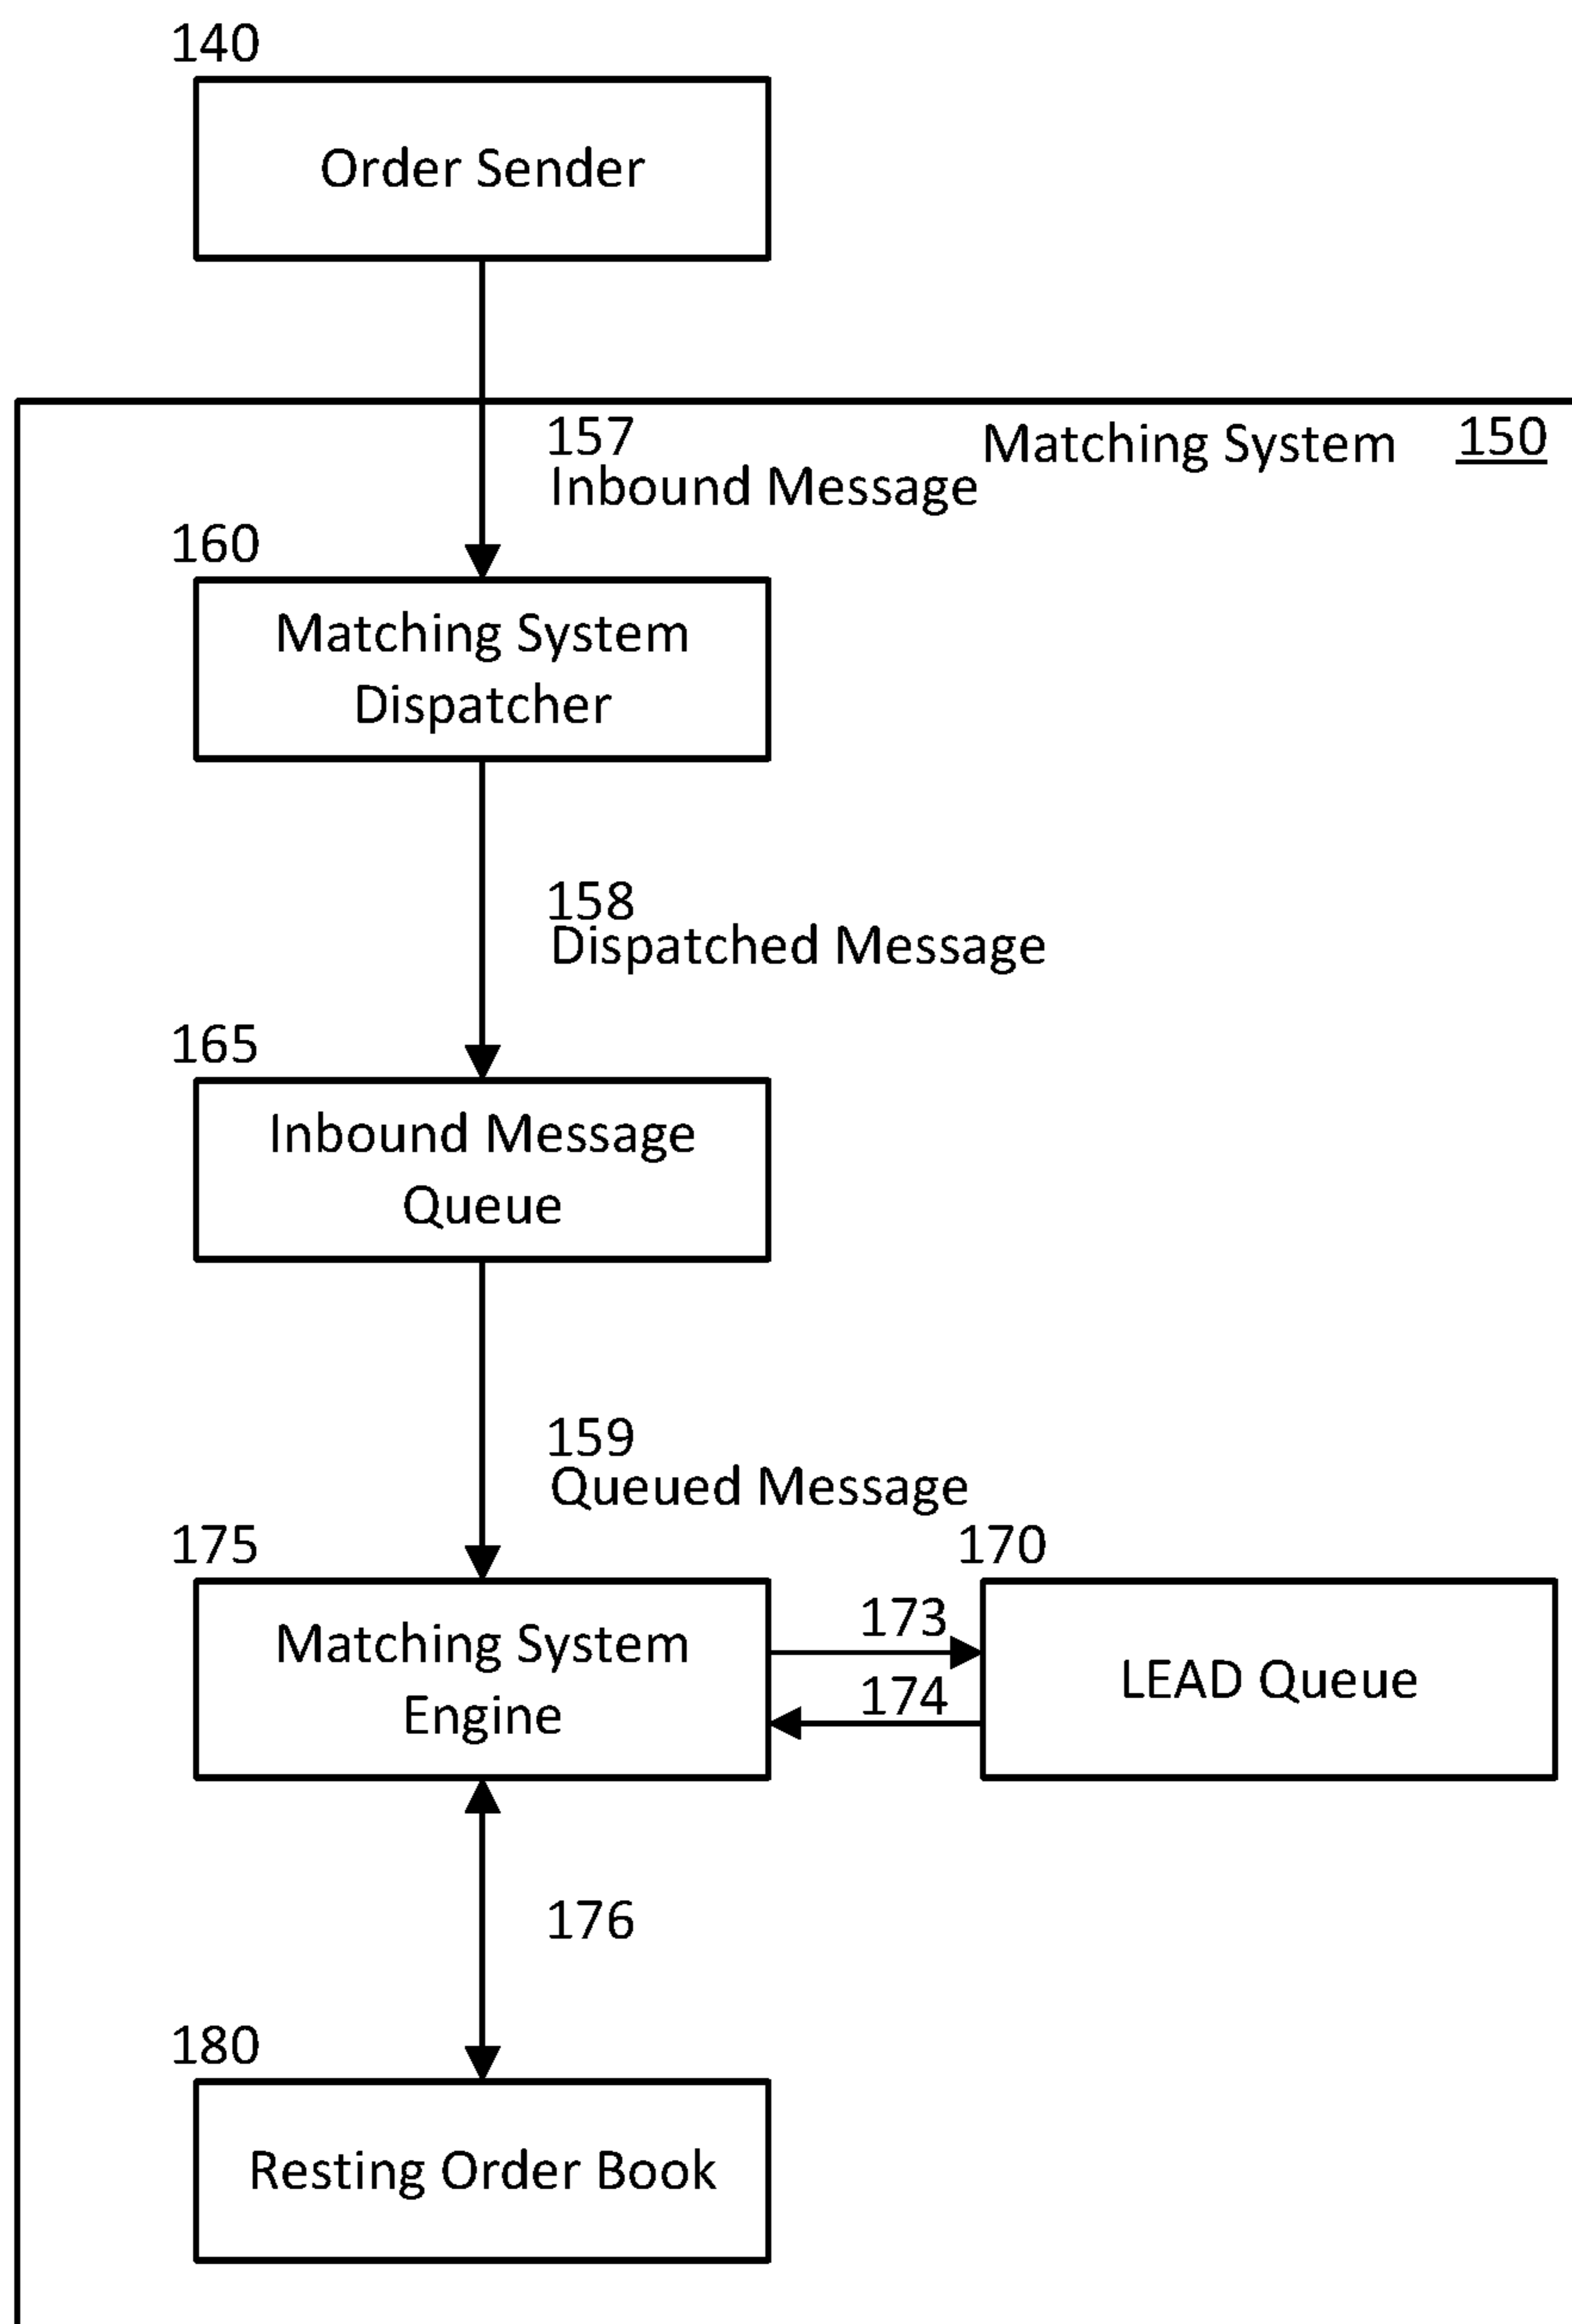 140
Order Sender
157
Inbound Message
Matching System 150
160
Matching System
Dispatcher
158
Dispatched Message
165
Inbound Message
Queue
159
Queued Message
175
Matching System
Engine
173
174
170
LEAD Queue
176
180
Resting Order Book